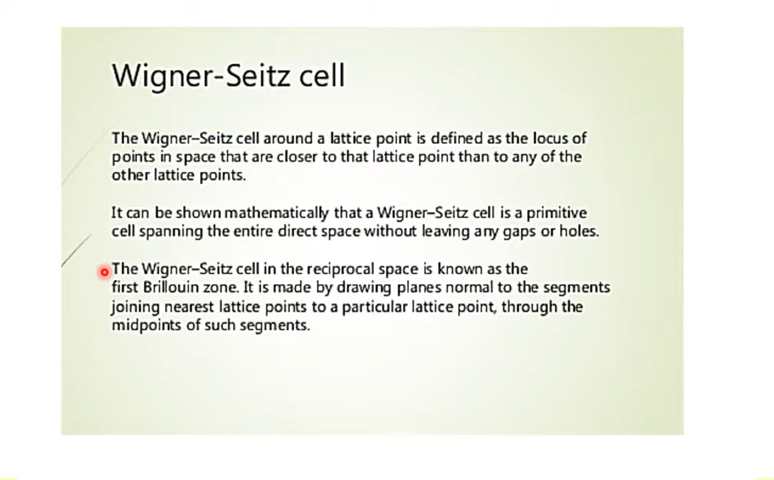 Wigner-Seitz cell
The Wigner–Seitz cell around a lattice point is defined as the locus of
points in space that are closer to that lattice point than to any of the
other lattice points.
It can be shown mathematically that a Wigner–Seitz cell is a primitive
cell spanning the entire direct space without leaving any gaps or holes.
The Wigner–Seitz cell in the reciprocal space is known as the
first Brillouin zone. It is made by drawing planes normal to the segments
joining nearest lattice points to a particular lattice point, through the
midpoints of such segments.